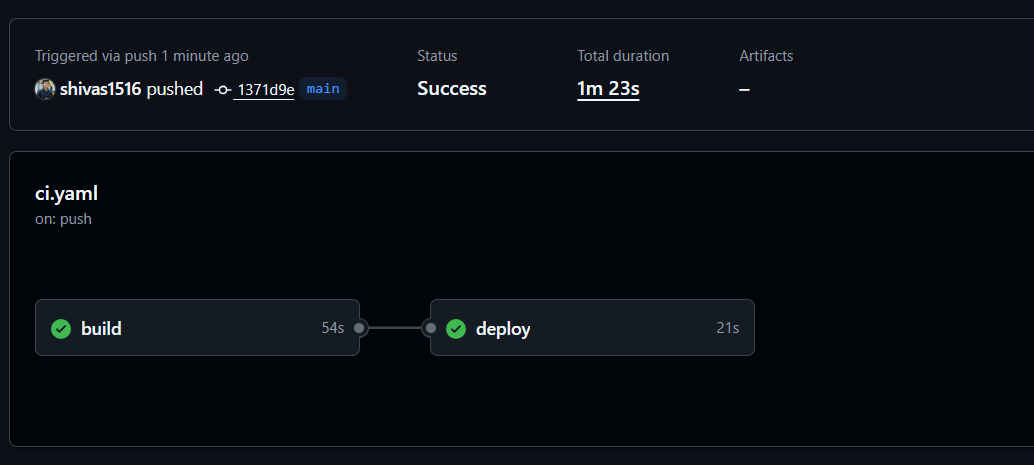 Triggered via push 1 minute ago
shivas1516 pushed 1371d9e main
Status
Success
Total duration
1m 23s
Artifacts
–
ci.yaml
on: push
build 54s
deploy 21s